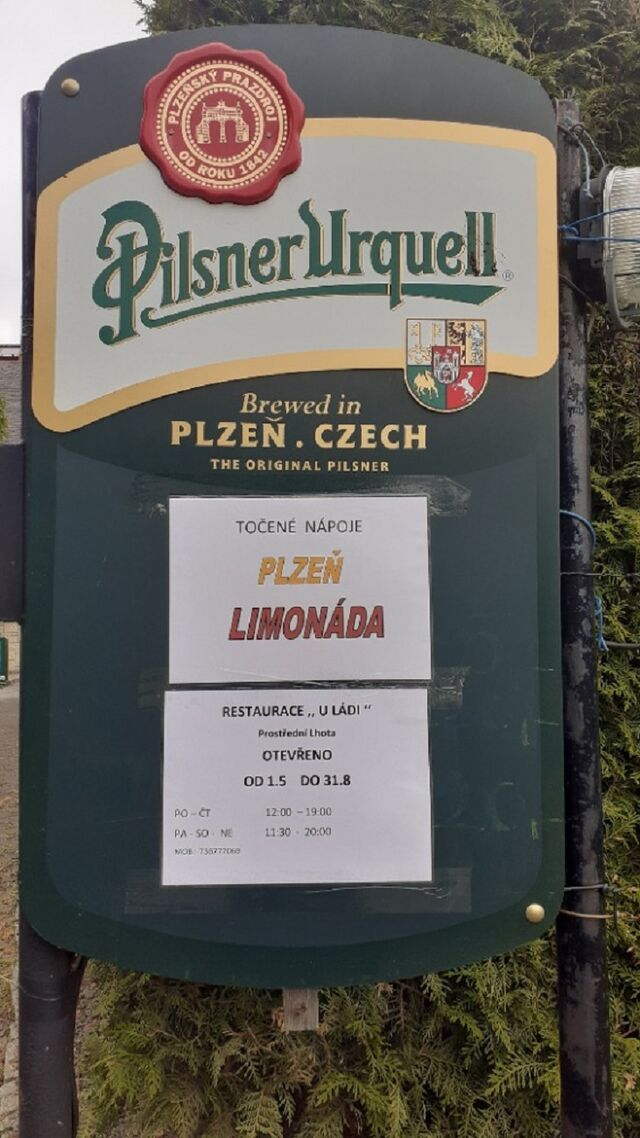 PLZEŇSKÝ PRAZDROJ
OD ROKU 1842
Pilsner Urquell®
Brewed in
PLZEŇ . CZECH
THE ORIGINAL PILSNER
TOČENÉ NÁPOJE
PLZEŇ
LIMONÁDA
RESTAURACE „ U LÁDI “
Prostřední Lhota
OTEVŘENO
OD 1.5 DO 31.8
PO – ČT 12:00 – 19:00
PA - SO - NE 11:30 - 20:00
MOB: 736777069